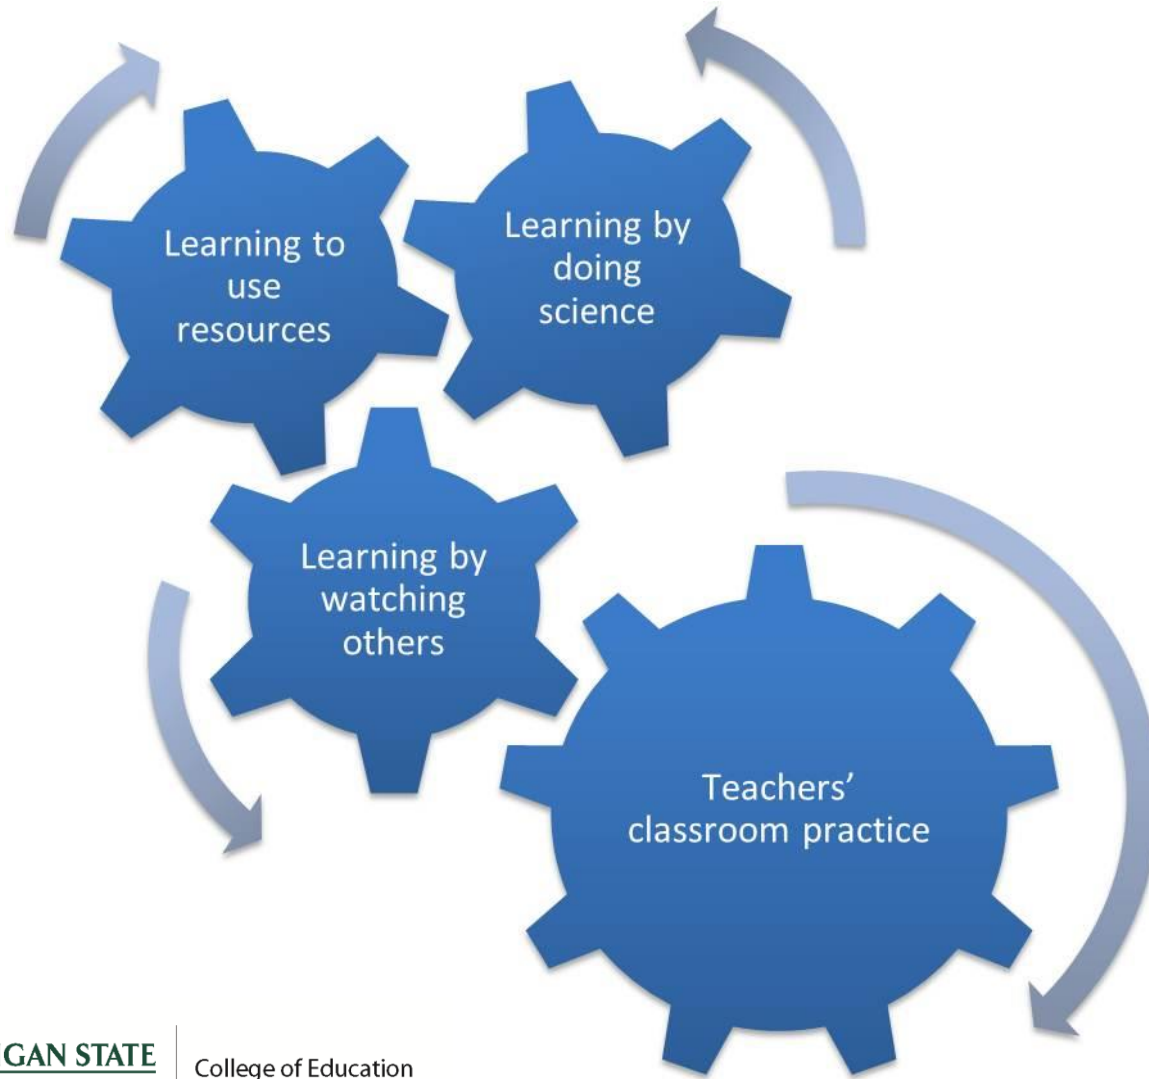 Learning to
use
resources
Learning by
doing
science
Learning by
watching
others
Teachers’
classroom practice
GAN STATE
College of Education